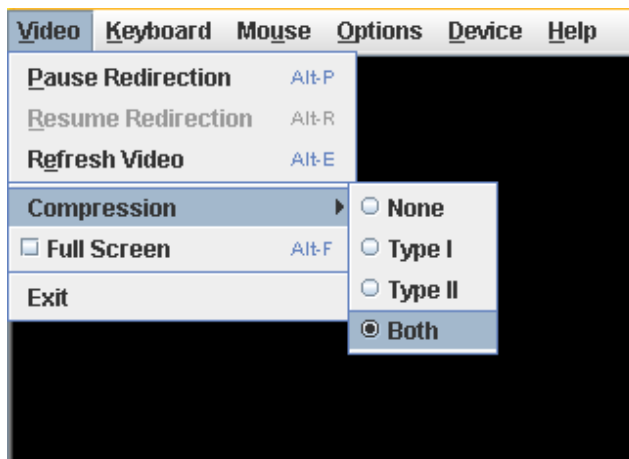 Video Keyboard Mouse Options Device Help
Pause Redirection Alt-P
Resume Redirection Alt-R
Refresh Video Alt-E
Compression
Full Screen Alt-F
Exit
None
Type I
Type II
Both